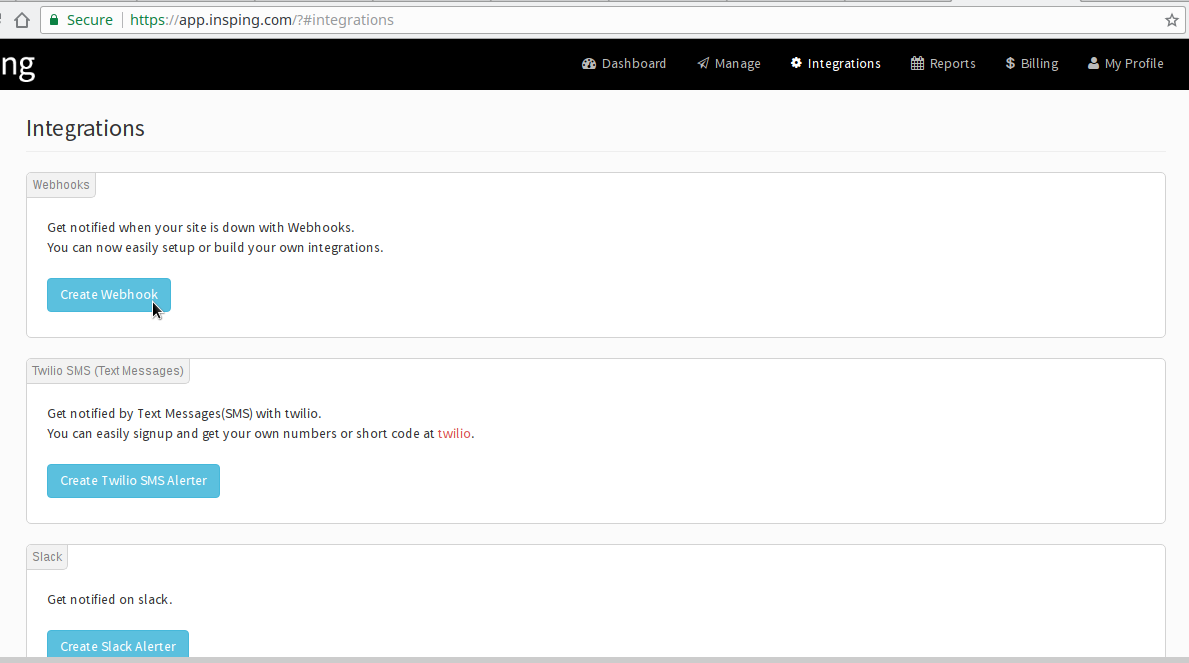 Secure https://app.insping.com/?#integrations
ng Dashboard Manage Integrations Reports Billing My Profile
Integrations
Webhooks
Get notified when your site is down with Webhooks.
You can now easily setup or build your own integrations.
Create Webhook
Twilio SMS (Text Messages)
Get notified by Text Messages(SMS) with twilio.
You can easily signup and get your own numbers or short code at twilio.
Create Twilio SMS Alerter
Slack
Get notified on slack.
Create Slack Alerter